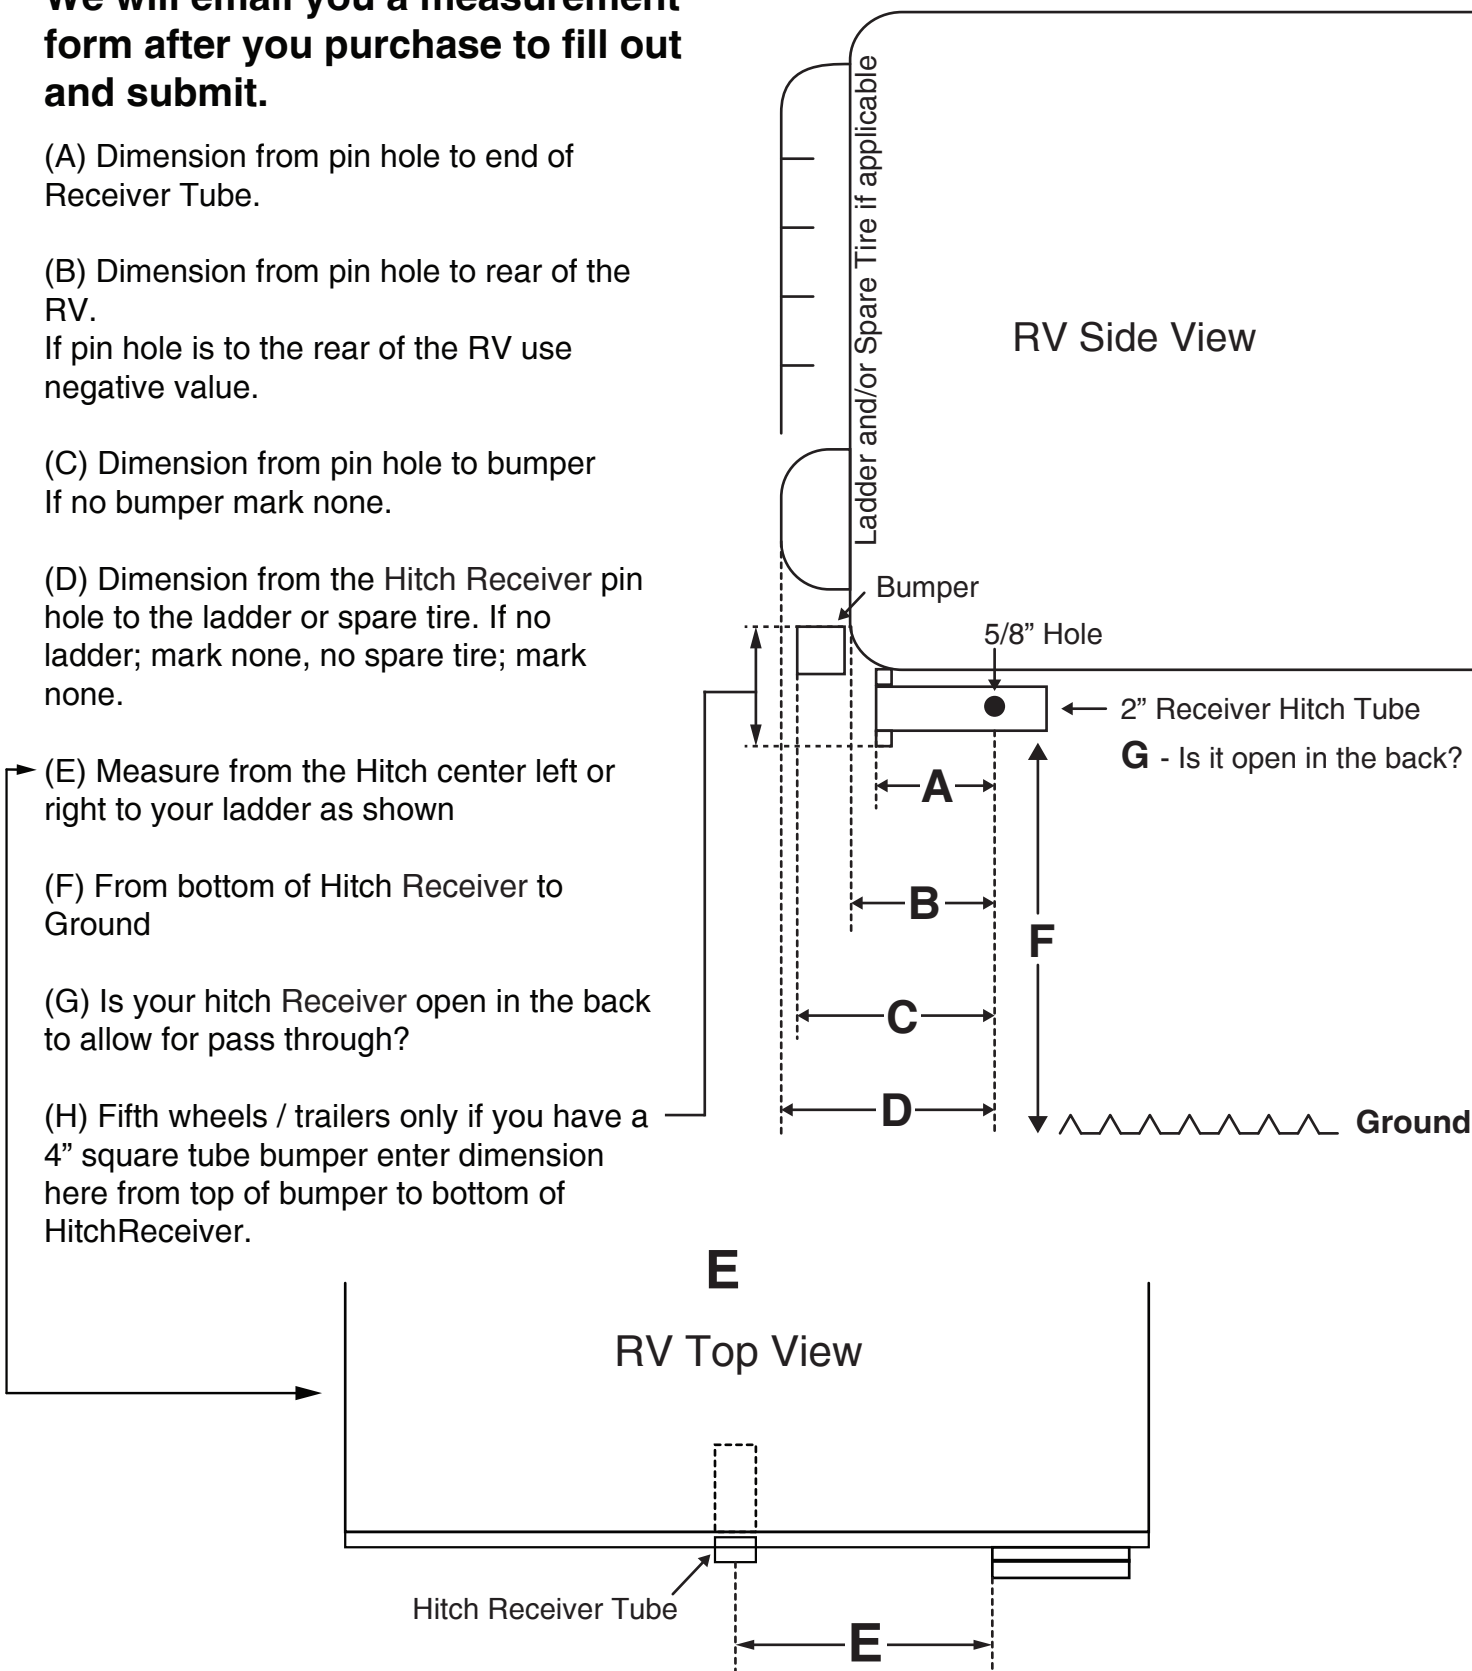 We will email you a measurement
form after you purchase to fill out
and submit.
(A) Dimension from pin hole to end of
Receiver Tube.
(B) Dimension from pin hole to rear of the
RV.
If pin hole is to the rear of the RV use
negative value.
(C) Dimension from pin hole to bumper
If no bumper mark none.
(D) Dimension from the Hitch Receiver pin
hole to the ladder or spare tire. If no
ladder; mark none, no spare tire; mark
none.
(E) Measure from the Hitch center left or
right to your ladder as shown
(F) From bottom of Hitch Receiver to
Ground
(G) Is your hitch Receiver open in the back
to allow for pass through?
(H) Fifth wheels / trailers only if you have a
4” square tube bumper enter dimension
here from top of bumper to bottom of
HitchReceiver.
Ladder and/or Spare Tire if applicable
RV Side View
Bumper
5/8” Hole
2” Receiver Hitch Tube
G - Is it open in the back?
A
B
F
C
D
Ground
E
RV Top View
Hitch Receiver Tube
E